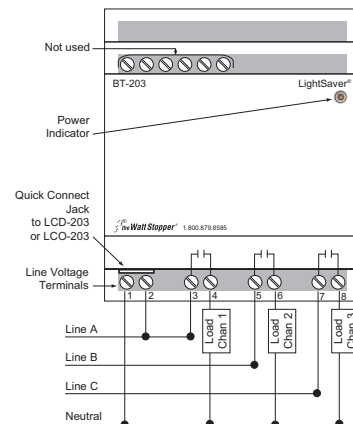 Not used
BT-203
LightSaver®
Power
Indicator
Quick Connect
Jack
to LCD-203
or LCO-203
the Watt Stopper® 1.800.879.8585
Line Voltage
Terminals
1 2 3 4 5 6 7 8
Load
Chan 1
Load
Chan 2
Load
Chan 3
Line A
Line B
Line C
Neutral